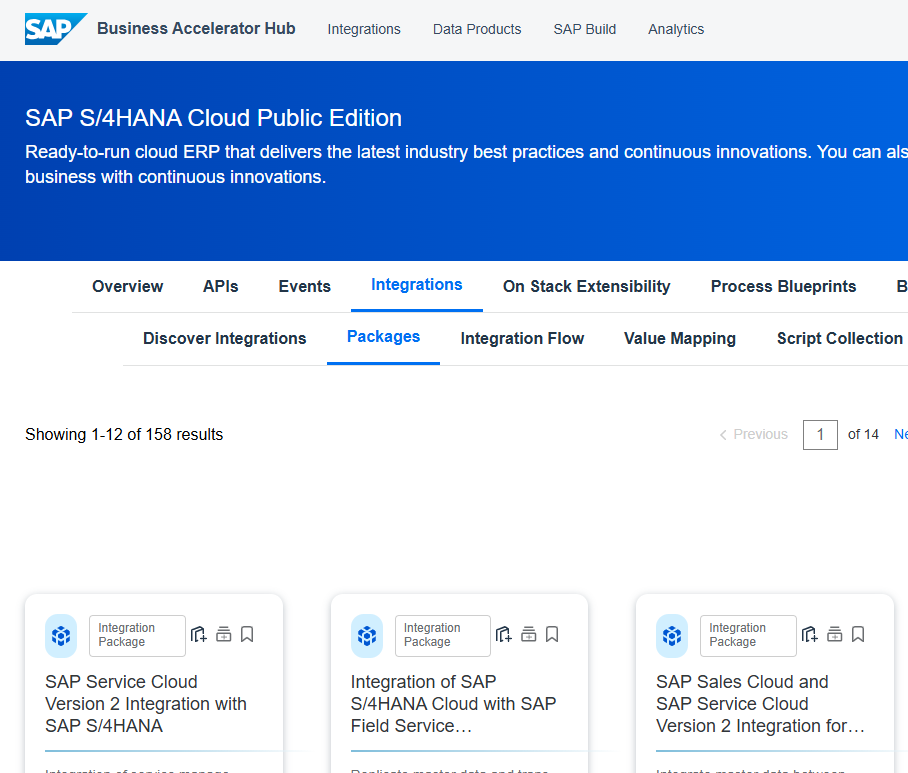 SAP Business Accelerator Hub Integrations Data Products SAP Build Analytics
SAP S/4HANA Cloud Public Edition
Ready-to-run cloud ERP that delivers the latest industry best practices and continuous innovations. You can als
business with continuous innovations.
Overview APIs Events Integrations On Stack Extensibility Process Blueprints B
Discover Integrations Packages Integration Flow Value Mapping Script Collection
Showing 1-12 of 158 results
Previous 1 of 14 Ne
Integration
Package
SAP Service Cloud
Version 2 Integration with
SAP S/4HANA
Integration
Package
Integration of SAP
S/4HANA Cloud with SAP
Field Service…
Integration
Package
SAP Sales Cloud and
SAP Service Cloud
Version 2 Integration for…